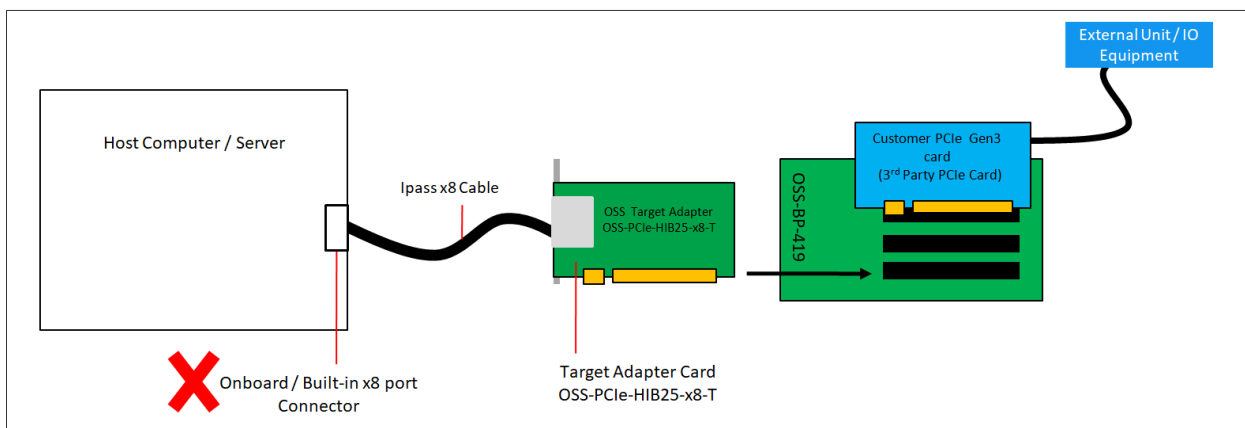 External Unit / IO
Equipment
Host Computer / Server
Customer PCIe Gen3
card
(3rd Party PCIe Card)
Ipass x8 Cable
OSS Target Adapter
OSS-PCIe-HIB25-x8-T
OSS-BP-419
Onboard / Built-in x8 port
Connector
Target Adapter Card
OSS-PCIe-HIB25-x8-T